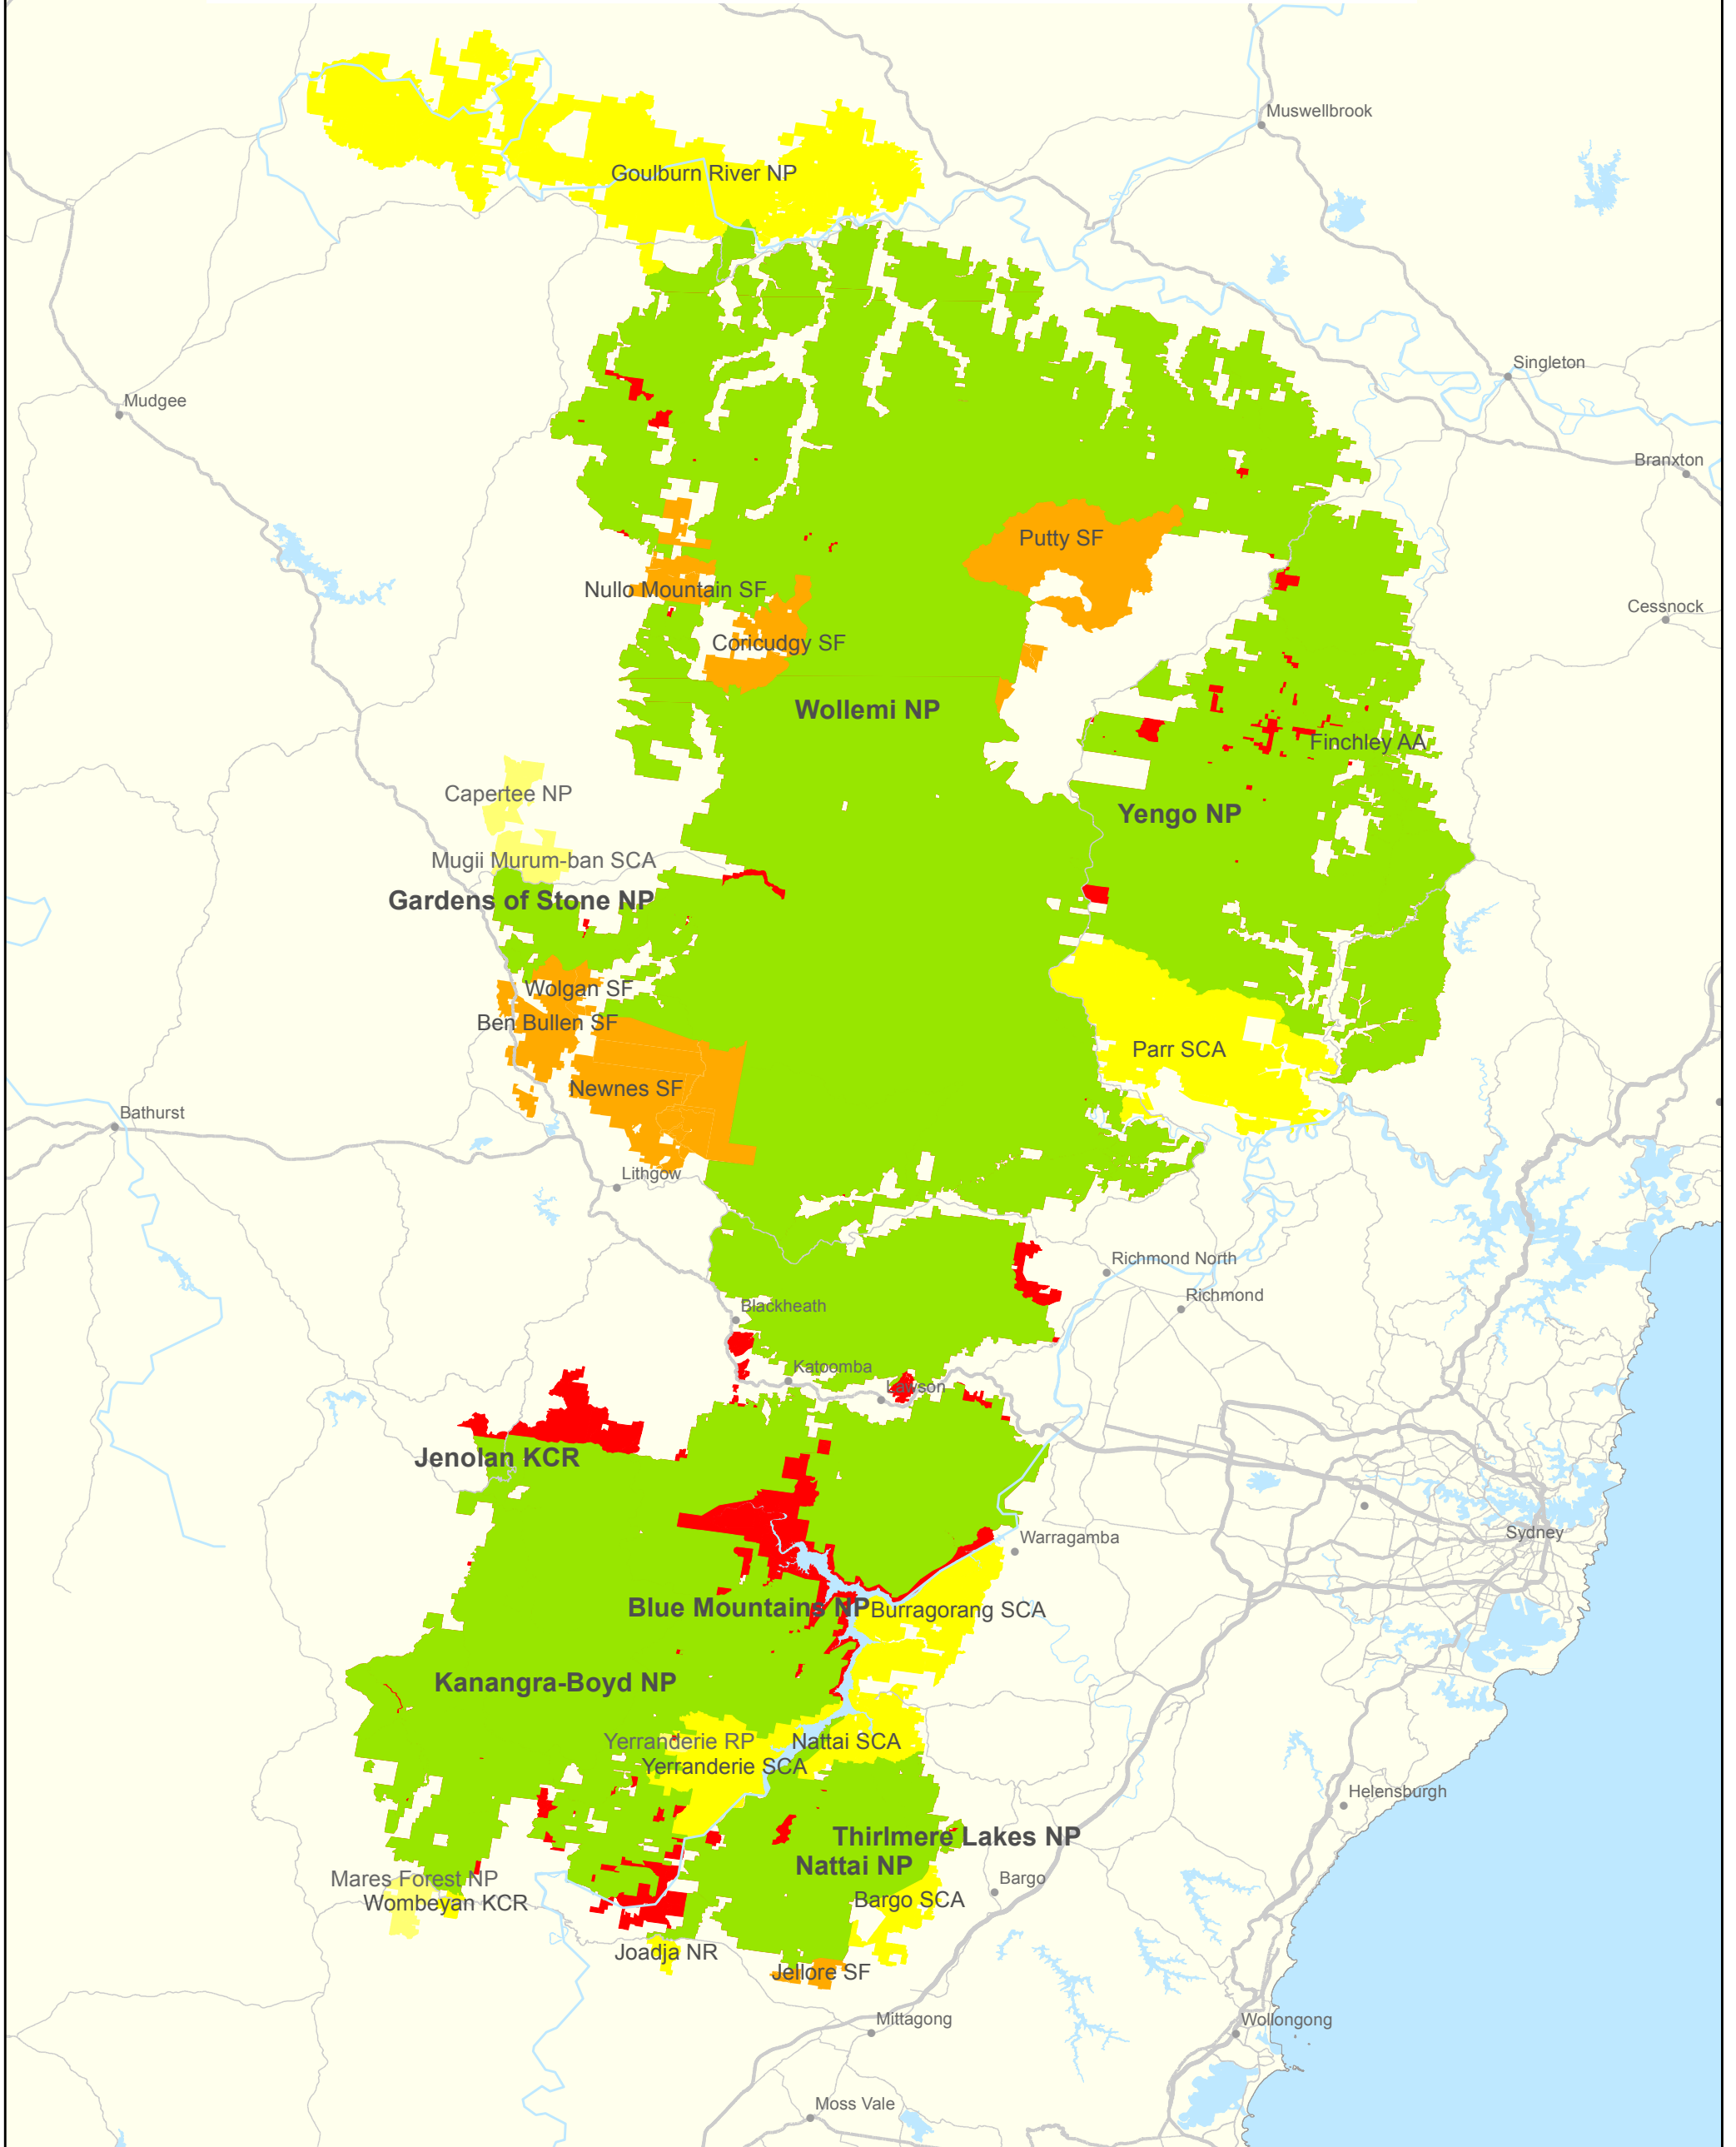 Muswellbrook
Goulburn River NP
Singleton
Mudgee
Branxton
Putty SF
Nullo Mountain SF
Cessnock
Coricudgy SF
Wollemi NP
Finchley AA
Capertee NP
Yengo NP
Mugii Murum-ban SCA
Gardens of Stone NP
Wolgan SF
Ben Bullen SF
Parr SCA
Newnes SF
Bathurst
Lithgow
Richmond North
Richmond
Blackheath
Katoomba
Lawson
Jenolan KCR
Sydney
Warragamba
Blue Mountains NP
Burragorang SCA
Kanangra-Boyd NP
Yerranderie RP
Nattai SCA
Yerranderie SCA
Helensburgh
Thirlmere Lakes NP
Nattai NP
Mares Forest NP
Bargo
Wombeyan KCR
Bargo SCA
Joadja NR
Jellore SF
Mittagong
Wollongong
Moss Vale